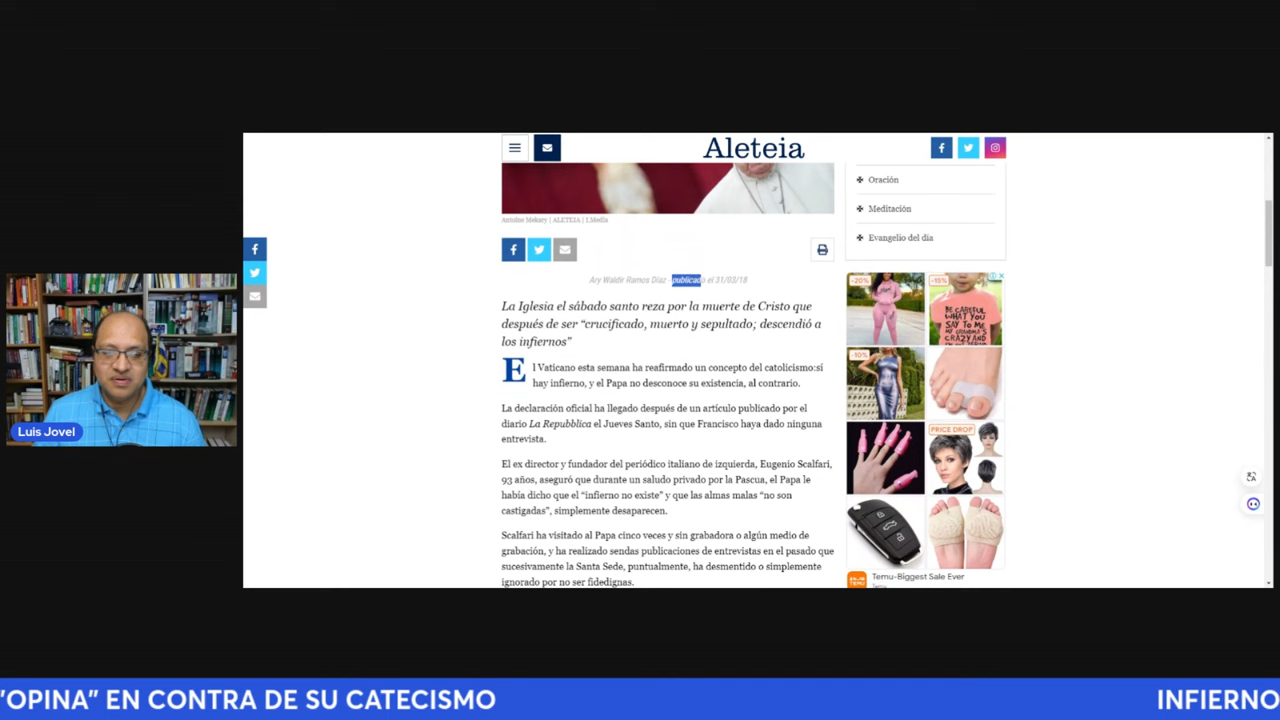 Aleteia
Antoine Mekary | ALETEIA | I.Media
Ary Waldir Ramos Díaz - publicado el 31/03/18
La Iglesia el sábado santo reza por la muerte de Cristo que
después de ser “crucificado, muerto y sepultado; descendió a
los infiernos”
El Vaticano esta semana ha reafirmado un concepto del catolicismo:sí
hay infierno, y el Papa no desconoce su existencia, al contrario.
La declaración oficial ha llegado después de un artículo publicado por el
diario La Repubblica el Jueves Santo, sin que Francisco haya dado ninguna
entrevista.
El ex director y fundador del periódico italiano de izquierda, Eugenio Scalfari,
93 años, aseguró que durante un saludo privado por la Pascua, el Papa le
había dicho que el “infierno no existe” y que las almas malas “no son
castigadas”, simplemente desaparecen.
Scalfari ha visitado al Papa cinco veces y sin grabadora o algún medio de
grabación, y ha realizado sendas publicaciones de entrevistas en el pasado que
sucesivamente la Santa Sede, puntualmente, ha desmentido o simplemente
ignorado por no ser fidedignas.
Oración
Meditación
Evangelio del día
-20%
-15%
BE CAREFUL
WHAT YOU
SAY TO ME
MY GRANDMA'S
CRAZY AND
-10%
PRICE DROP
TEMU
Temu-Biggest Sale Ever
Temu
Luis Jovel
"OPINA” EN CONTRA DE SU CATECISMO
INFIERNO